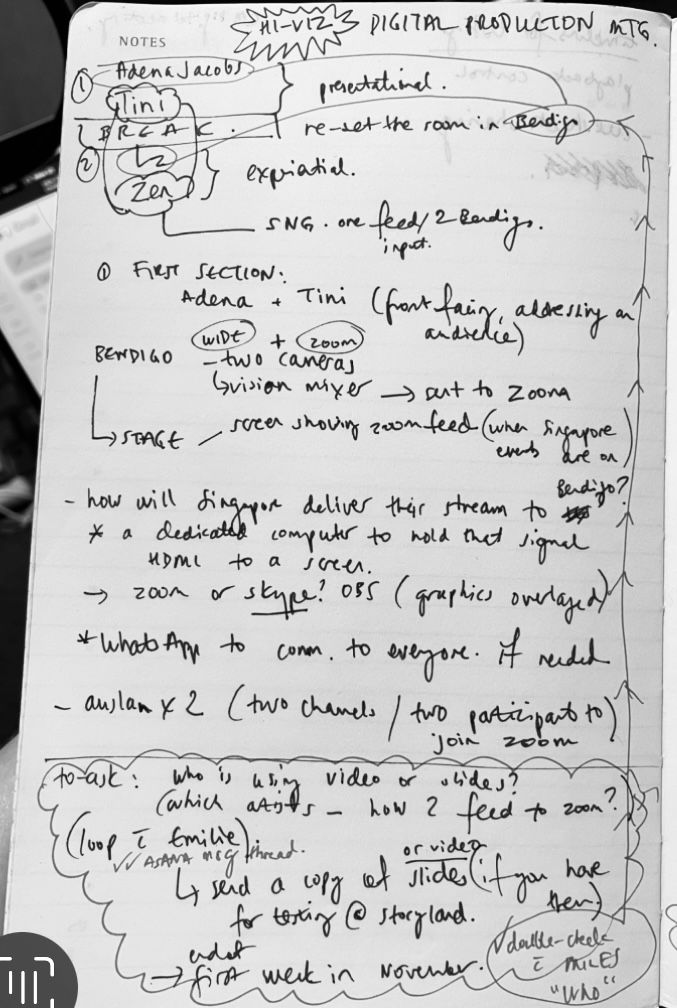 NOTES
HI-VIZ DIGITAL PRODUCTION MTG.
① Adena Jacobs
presentational.
Tini
BREAK. re-set the room in Bendigo
②
Zen
SNG. one feed / 2 Bendigo.
input.
① FIRST SECTION:
Adena + Tini (front facing, addressing an
audience)
WIDE + ZOOM
BENDIGO - two cameras
↳ vision mixer → sent to Zoom
↳ STAGE / screen showing zoom feed (when Singapore
events are on)
- how will Singapore deliver their stream to Bendigo?
* a dedicated computer to hold that signal
HDMI to a screen.
→ zoom or skype? OBS (graphics overlayed)
* WhatsApp to comm. to everyone. if needed
- auslan x 2 (two channels / two participants to
join zoom
to-ask: who is using video or slides?
(which artists - how 2 feed to zoom?)
(loop c̄ Emilie).
✓✓ ASANA msg thread.
or video
↳ send a copy of slides (if you have
them)
for testing @ storyland.
→ first week in November.
✓ double-check
c̄ MILES
"who"